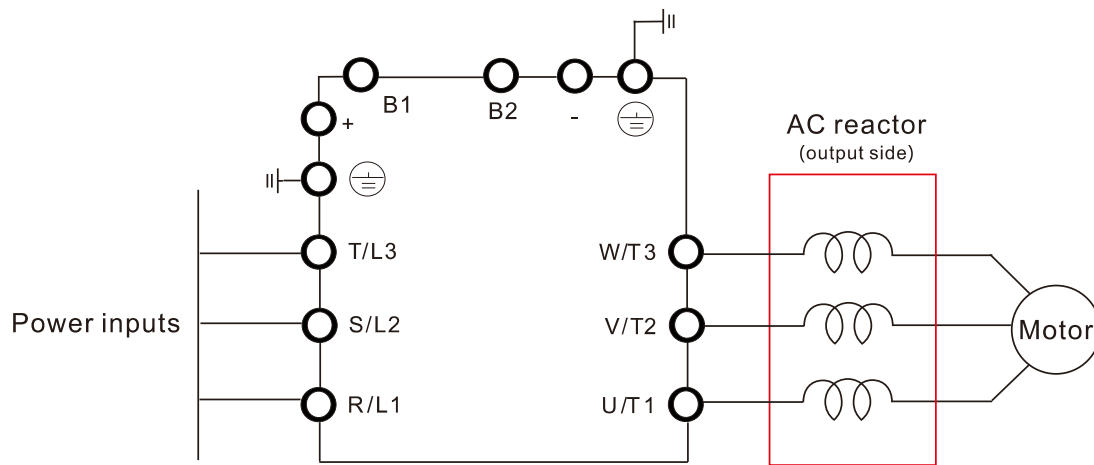 B1
B2
-
+
AC reactor
(output side)
T/L3
W/T3
Power inputs
S/L2
V/T2
Motor
R/L1
U/T1